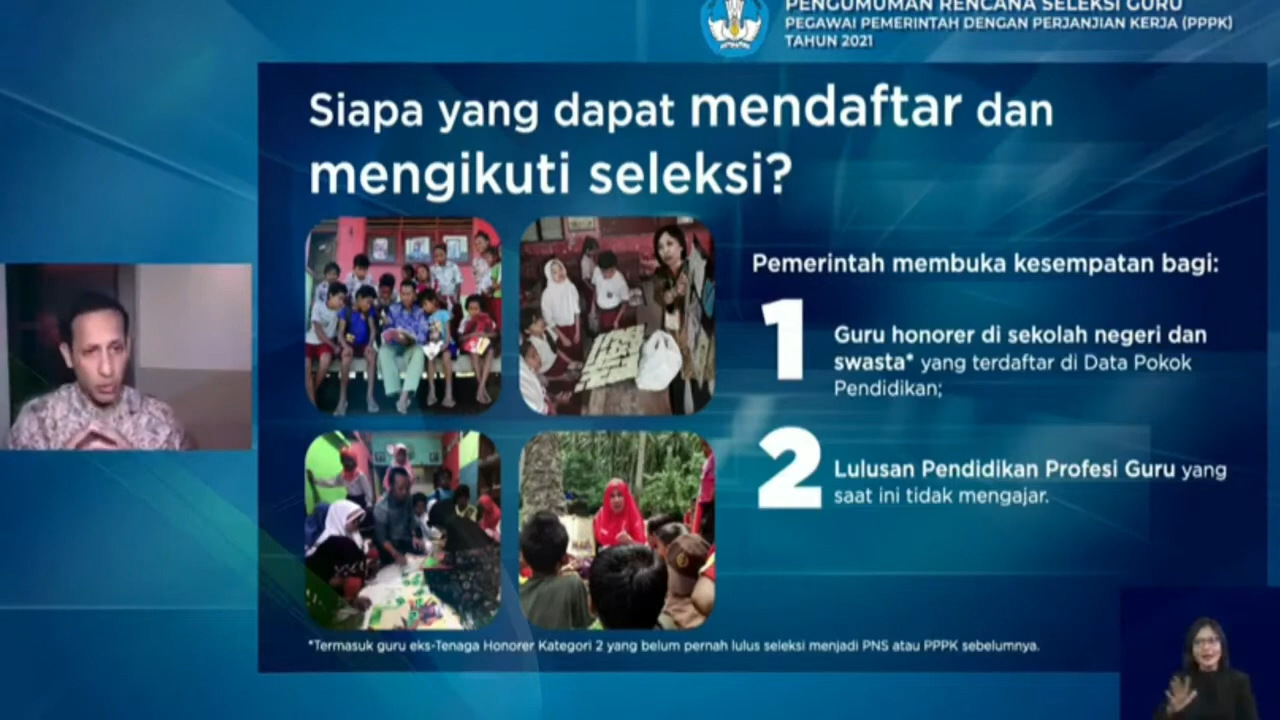 PENGUMUMAN RENCANA SELEKSI GURU
PEGAWAI PEMERINTAH DENGAN PERJANJIAN KERJA (PPPK)
TAHUN 2021
Siapa yang dapat mendaftar dan
mengikuti seleksi?
Pemerintah membuka kesempatan bagi:
1
Guru honorer di sekolah negeri dan
swasta* yang terdaftar di Data Pokok
Pendidikan;
2
Lulusan Pendidikan Profesi Guru yang
saat ini tidak mengajar.
*Termasuk guru eks-Tenaga Honorer Kategori 2 yang belum pernah lulus seleksi menjadi PNS atau PPPK sebelumnya.